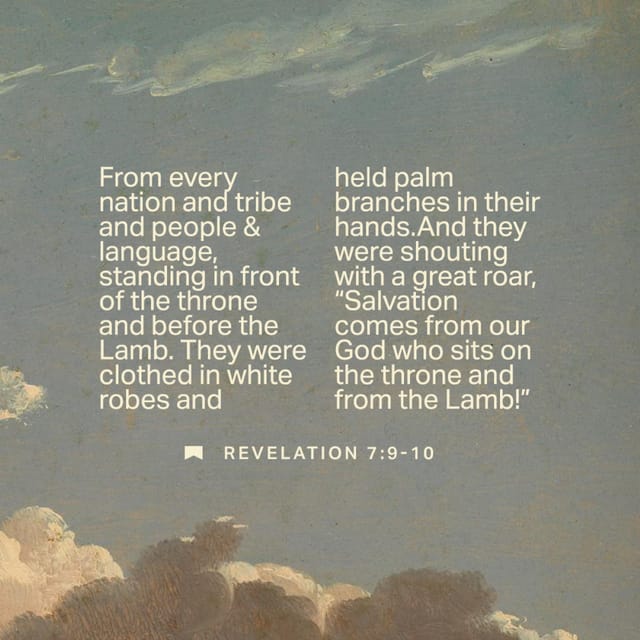 From every
nation and tribe
and people &
language,
standing in front
of the throne
and before the
Lamb. They were
clothed in white
robes and
held palm
branches in their
hands.And they
were shouting
with a great roar,
“Salvation
comes from our
God who sits on
the throne and
from the Lamb!”
REVELATION 7:9-10